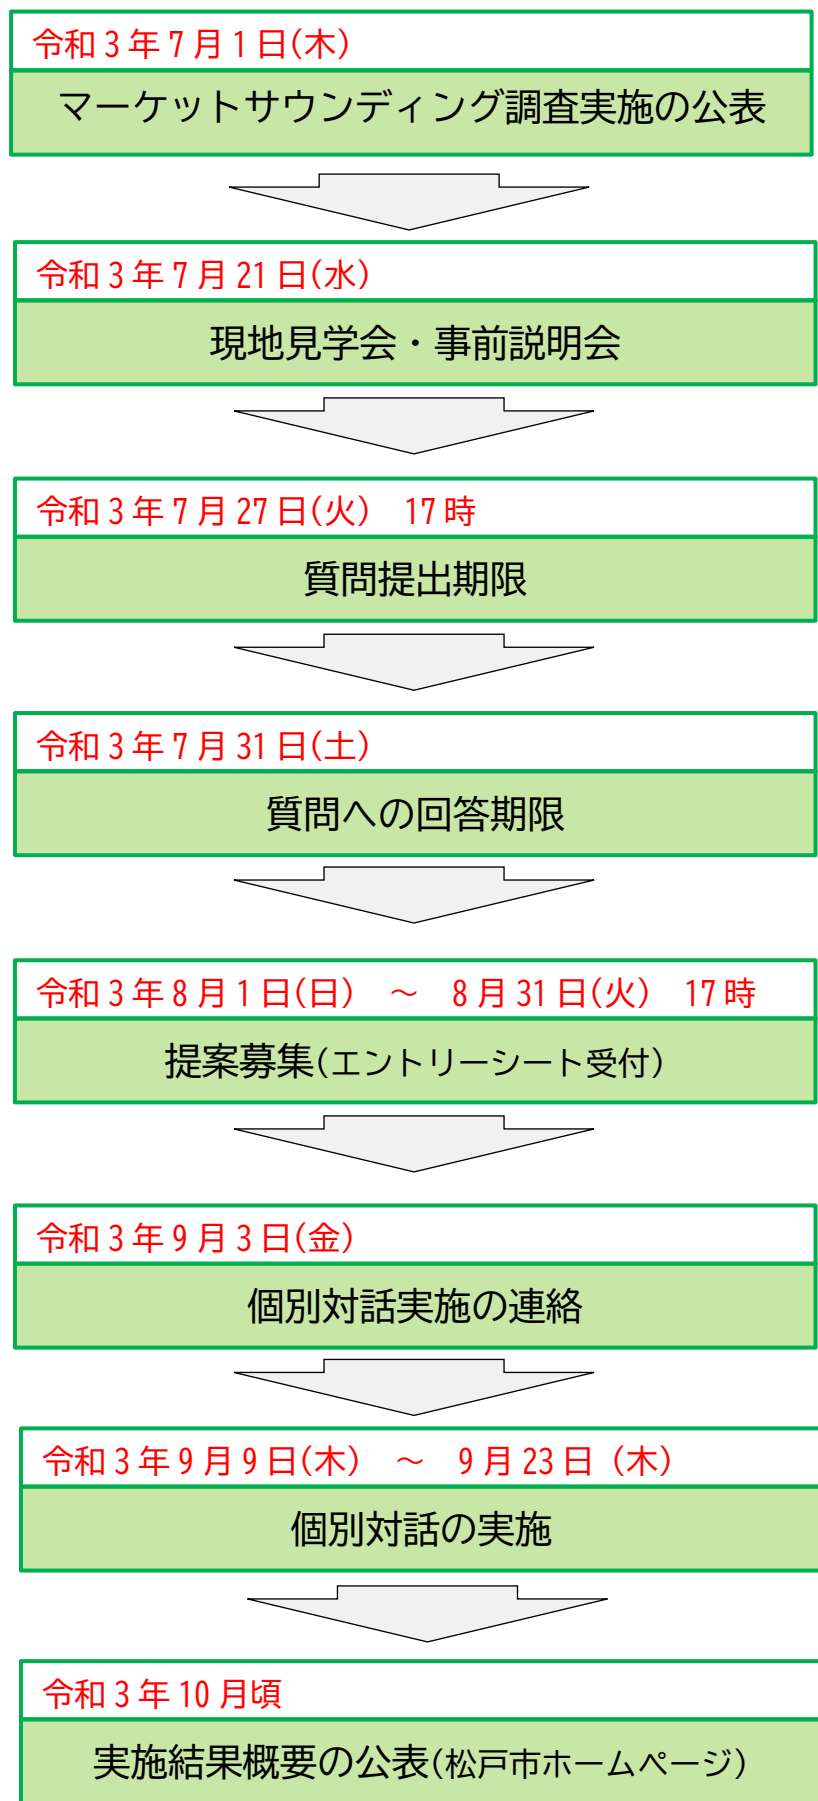 令和3年7月1日(木)
マーケットサウンディング調査実施の公表
令和3年7月21日(水)
現地見学会・事前説明会
令和3年7月27日(火) 17時
質問提出期限
令和3年7月31日(土)
質問への回答期限
令和3年8月1日(日) ～ 8月31日(火) 17時
提案募集(エントリーシート受付)
令和3年9月3日(金)
個別対話実施の連絡
令和3年9月9日(木) ～ 9月23日(木)
個別対話の実施
令和3年10月頃
実施結果概要の公表(松戸市ホームページ)